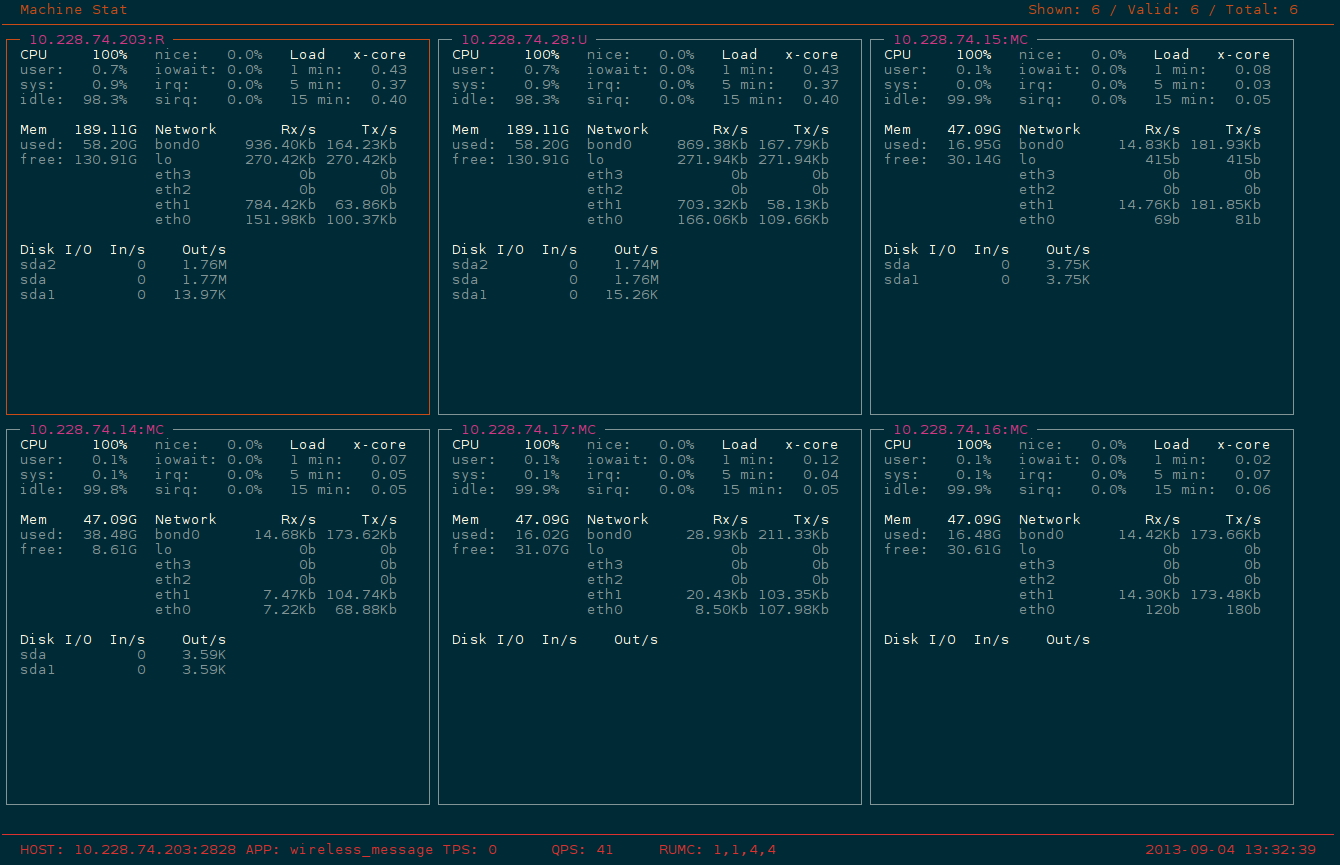 Machine Stat Shown: 6 / Valid: 6 / Total: 6
10.228.74.203:R 10.228.74.28:U 10.228.74.15:MC
CPU 100% nice: 0.0% Load x-core CPU 100% nice: 0.0% Load x-core CPU 100% nice: 0.0% Load x-core
user: 0.7% iowait: 0.0% 1 min: 0.43 user: 0.7% iowait: 0.0% 1 min: 0.43 user: 0.1% iowait: 0.0% 1 min: 0.08
sys: 0.9% irq: 0.0% 5 min: 0.37 sys: 0.9% irq: 0.0% 5 min: 0.37 sys: 0.0% irq: 0.0% 5 min: 0.03
idle: 98.3% sirq: 0.0% 15 min: 0.40 idle: 98.3% sirq: 0.0% 15 min: 0.40 idle: 99.9% sirq: 0.0% 15 min: 0.05
Mem 189.11G Network Rx/s Tx/s Mem 189.11G Network Rx/s Tx/s Mem 47.09G Network Rx/s Tx/s
used: 58.20G bond0 936.40Kb 164.23Kb used: 58.20G bond0 869.38Kb 167.79Kb used: 16.95G bond0 14.83Kb 181.93Kb
free: 130.91G lo 270.42Kb 270.42Kb free: 130.91G lo 271.94Kb 271.94Kb free: 30.14G lo 415b 415b
eth3 0b 0b eth3 0b 0b eth3 0b 0b
eth2 0b 0b eth2 0b 0b eth2 0b 0b
eth1 784.42Kb 63.86Kb eth1 703.32Kb 58.13Kb eth1 14.76Kb 181.85Kb
eth0 151.98Kb 100.37Kb eth0 166.06Kb 109.66Kb eth0 69b 81b
Disk I/O In/s Out/s Disk I/O In/s Out/s Disk I/O In/s Out/s
sda2 0 1.76M sda2 0 1.74M sda 0 3.75K
sda 0 1.77M sda 0 1.76M sda1 0 3.75K
sda1 0 13.97K sda1 0 15.26K
10.228.74.14:MC 10.228.74.17:MC 10.228.74.16:MC
CPU 100% nice: 0.0% Load x-core CPU 100% nice: 0.0% Load x-core CPU 100% nice: 0.0% Load x-core
user: 0.1% iowait: 0.0% 1 min: 0.07 user: 0.1% iowait: 0.0% 1 min: 0.12 user: 0.1% iowait: 0.0% 1 min: 0.02
sys: 0.1% irq: 0.0% 5 min: 0.05 sys: 0.1% irq: 0.0% 5 min: 0.04 sys: 0.1% irq: 0.0% 5 min: 0.07
idle: 99.8% sirq: 0.0% 15 min: 0.05 idle: 99.9% sirq: 0.0% 15 min: 0.05 idle: 99.9% sirq: 0.0% 15 min: 0.06
Mem 47.09G Network Rx/s Tx/s Mem 47.09G Network Rx/s Tx/s Mem 47.09G Network Rx/s Tx/s
used: 38.48G bond0 14.68Kb 173.62Kb used: 16.02G bond0 28.93Kb 211.33Kb used: 16.48G bond0 14.42Kb 173.66Kb
free: 8.61G lo 0b 0b free: 31.07G lo 0b 0b free: 30.61G lo 0b 0b
eth3 0b 0b eth3 0b 0b eth3 0b 0b
eth2 0b 0b eth2 0b 0b eth2 0b 0b
eth1 7.47Kb 104.74Kb eth1 20.43Kb 103.35Kb eth1 14.30Kb 173.48Kb
eth0 7.22Kb 68.88Kb eth0 8.50Kb 107.98Kb eth0 120b 180b
Disk I/O In/s Out/s Disk I/O In/s Out/s Disk I/O In/s Out/s
sda 0 3.59K
sda1 0 3.59K
HOST: 10.228.74.203:2828 APP: wireless_message TPS: 0 QPS: 41 RUMC: 1,1,4,4 2013-09-04 13:32:39